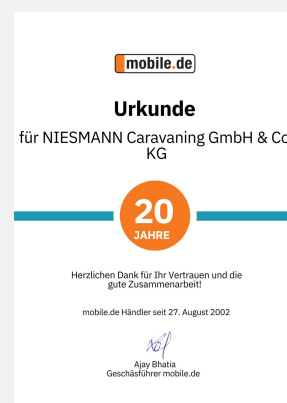 mobile.de
Urkunde
für NIESMANN Caravaning GmbH & Co
KG
20
JAHRE
Herzlichen Dank für Ihr Vertrauen und die
gute Zusammenarbeit!
mobile.de Händler seit 27. August 2002
Ajay Bhatia
Geschäsführer mobile.de